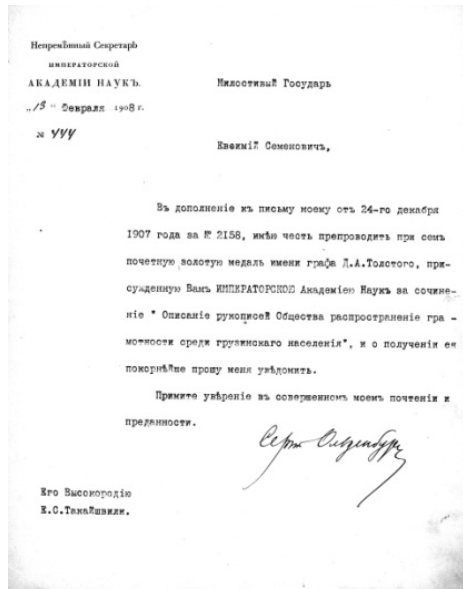 Непремѣнный Секретарь
ИМПЕРАТОРСКОЙ
АКАДЕМІИ НАУКЪ.
„13" Февраля 1908 г.
№ 444
Милостивый Государь
Евѳимій Семеновичъ,
Въ дополненіе къ письму моему отъ 24-го декабря
1907 года за № 2158, имѣю честь препроводить при семъ
почетную золотую медаль имени графа Д.А.Толстого, при-
сужденную Вамъ ИМПЕРАТОРСКОЙ Академіею Наукъ за сочине-
ніе " Описаніе рукописей Общества распространеніе гра -
мотности среди грузинскаго населенія", и о полученіи ея
покорнѣйше прошу меня увѣдомить.
Примите увѣреніе въ совершенномъ моемъ почтеніи и
преданности.
Сергѣй Ольденбургъ
Его Высокородію
Е.С.Такайшвили.